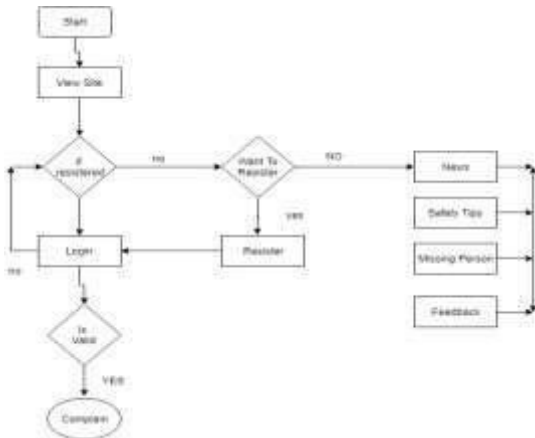 Start
View Site
if
registered
no
Want To
Register
NO
News
yes
Safety Tips
Login
Register
Missing Person
no
Is
Valid
Feedback
YES
Complain